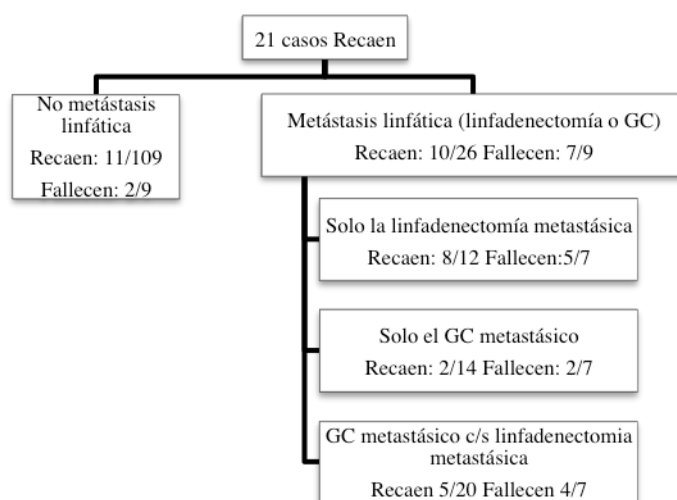 21 casos Recaen
No metástasis
linfática
Recaen: 11/109
Fallecen: 2/9
Metástasis linfática (linfadenectomía o GC)
Recaen: 10/26 Fallecen: 7/9
Solo la linfadenectomía metastásica
Recaen: 8/12 Fallecen:5/7
Solo el GC metastásico
Recaen: 2/14 Fallecen: 2/7
GC metastásico c/s linfadenectomia
metastásica
Recaen 5/20 Fallecen 4/7